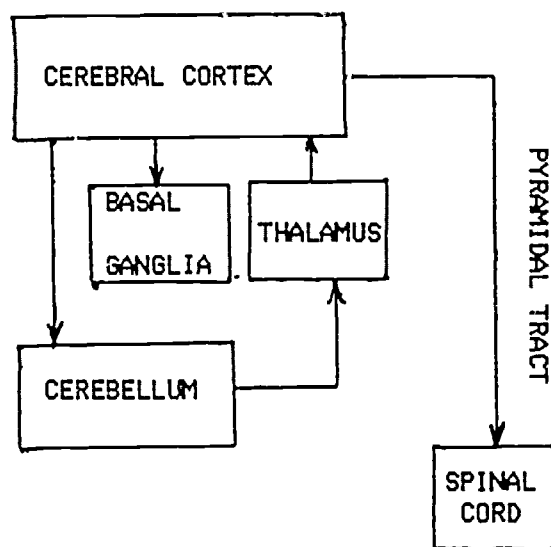 CEREBRAL CORTEX
BASAL
GANGLIA
THALAMUS
PYRAMIDAL TRACT
CEREBELLUM
SPINAL
CORD